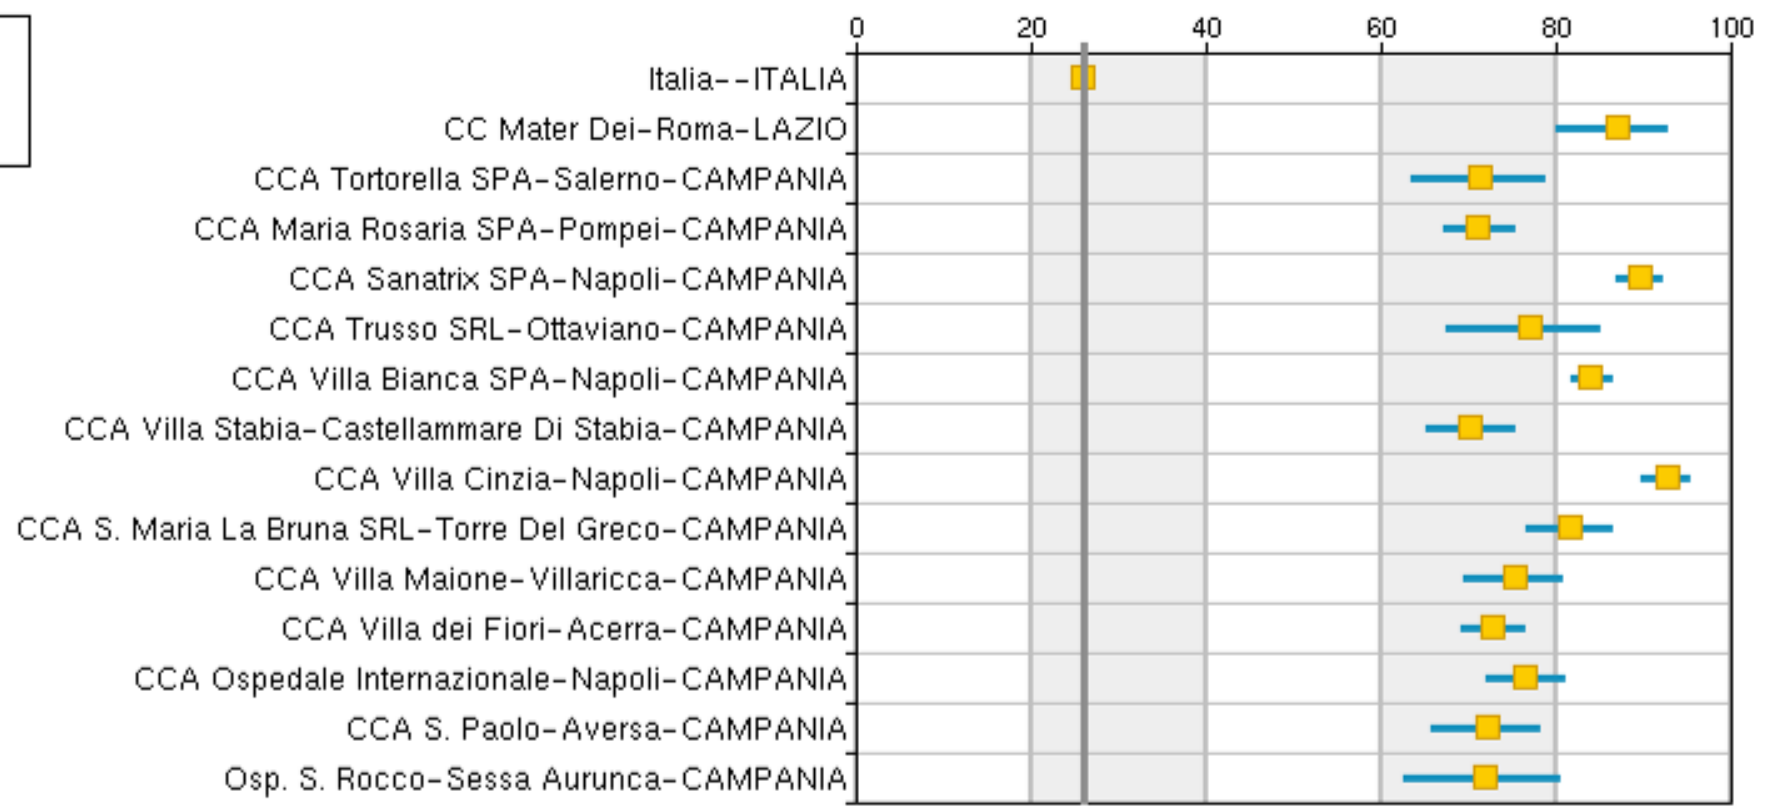 0 20 40 60 80 100
Italia--ITALIA
CC Mater Dei-Roma-LAZIO
CCA Tortorella SPA-Salerno-CAMPANIA
CCA Maria Rosaria SPA-Pompei-CAMPANIA
CCA Sanatrix SPA-Napoli-CAMPANIA
CCA Trusso SRL-Ottaviano-CAMPANIA
CCA Villa Bianca SPA-Napoli-CAMPANIA
CCA Villa Stabia-Castellammare Di Stabia-CAMPANIA
CCA Villa Cinzia-Napoli-CAMPANIA
CCA S. Maria La Bruna SRL-Torre Del Greco-CAMPANIA
CCA Villa Maione-Villaricca-CAMPANIA
CCA Villa dei Fiori-Acerra-CAMPANIA
CCA Ospedale Internazionale-Napoli-CAMPANIA
CCA S. Paolo-Aversa-CAMPANIA
Osp. S. Rocco-Sessa Aurunca-CAMPANIA